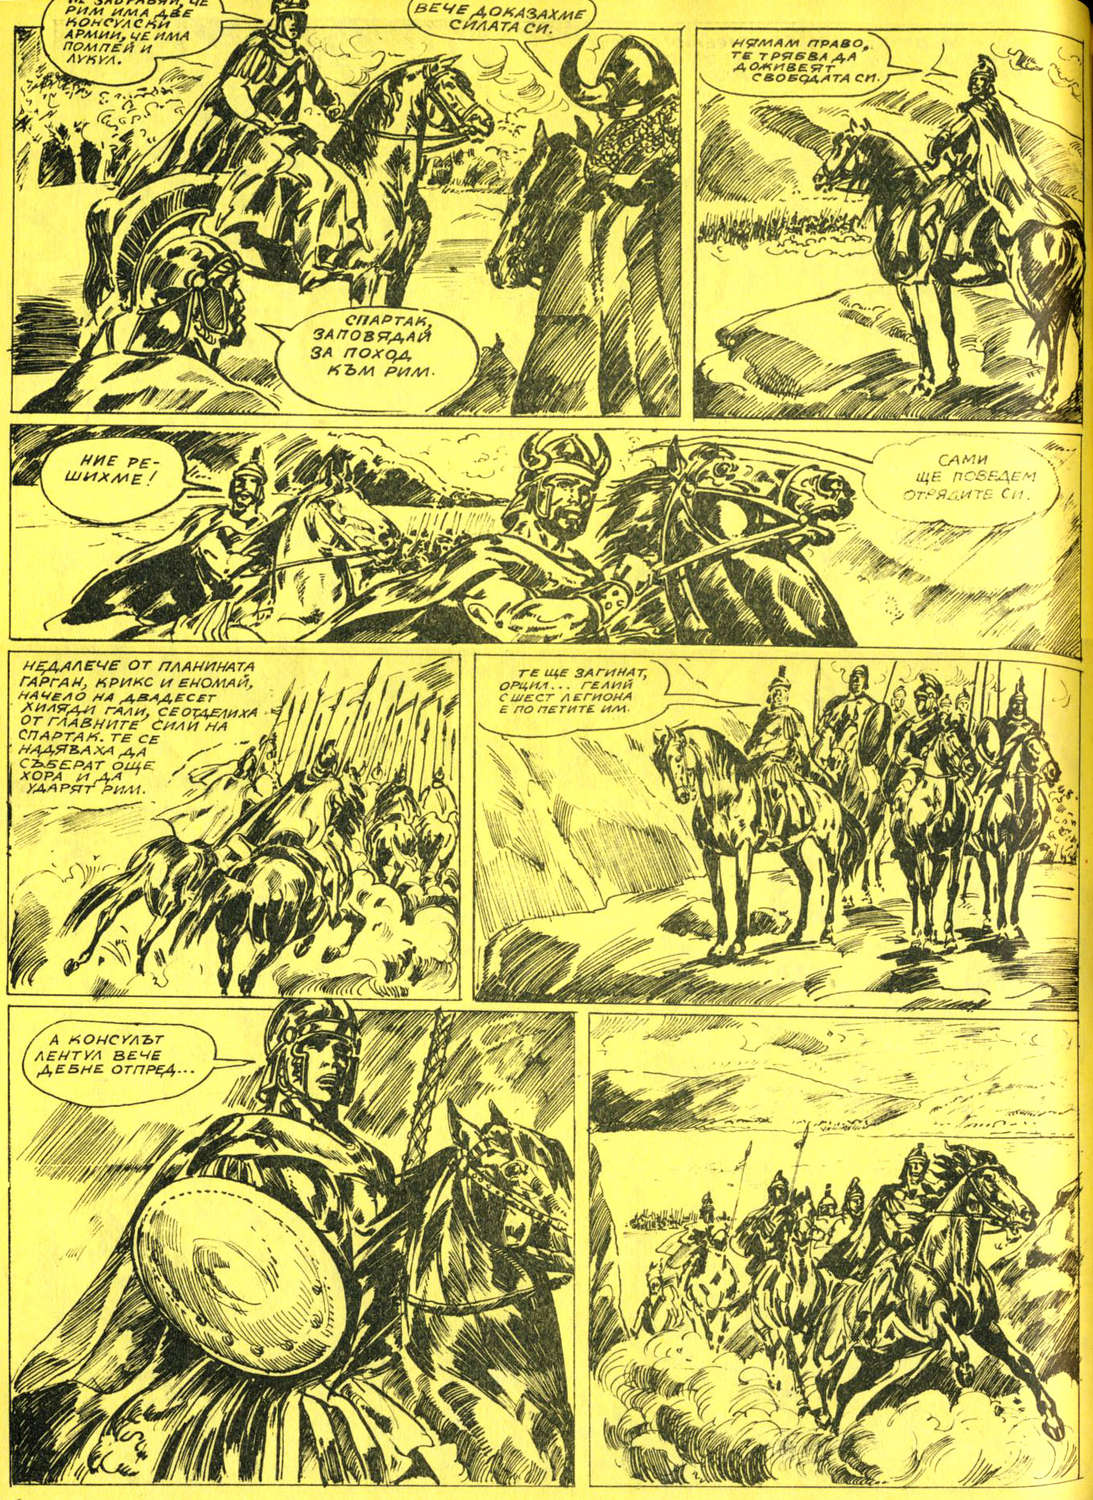 НЕ ЗАБРАВЯЙ, ЧЕ
РИМ ИМА ДВЕ
КОНСУЛСКИ
АРМИИ, ЧЕ ИМА
ПОМПЕЙ И
ЛУКУЛ.
ВЕЧЕ ДОКАЗАХМЕ
СИЛАТА СИ.
СПАРТАК,
ЗАПОВЯДАЙ
ЗА ПОХОД
КЪМ РИМ.
НЯМАМ ПРАВО,
ТЕ ТРЯБВА ДА
ДОЖИВЕЯТ
СВОБОДАТА СИ.
НИЕ РЕ-
ШИХМЕ!
САМИ
ЩЕ ПОВЕДЕМ
ОТРЯДИТЕ СИ.
НЕДАЛЕЧЕ ОТ ПЛАНИНАТА
ГАРГАН, КРИКС И ЕНОМАЙ,
НАЧЕЛО НА ДВАДЕСЕТ
ХИЛЯДИ ГАЛИ, СЕ ОТДЕЛИХА
ОТ ГЛАВНИТЕ СИЛИ НА
СПАРТАК. ТЕ СЕ
НАДЯВАХА ДА
СЪБЕРАТ ОЩЕ
ХОРА И ДА
УДАРЯТ РИМ.
ТЕ ЩЕ ЗАГИНАТ,
ОРЦИЛ... ГЕЛИЙ
С ШЕСТ ЛЕГИОНА
Е ПО ПЕТИТЕ ИМ.
А КОНСУЛЪТ
ЛЕНТУЛ ВЕЧЕ
ДЕБНЕ ОТПРЕД...